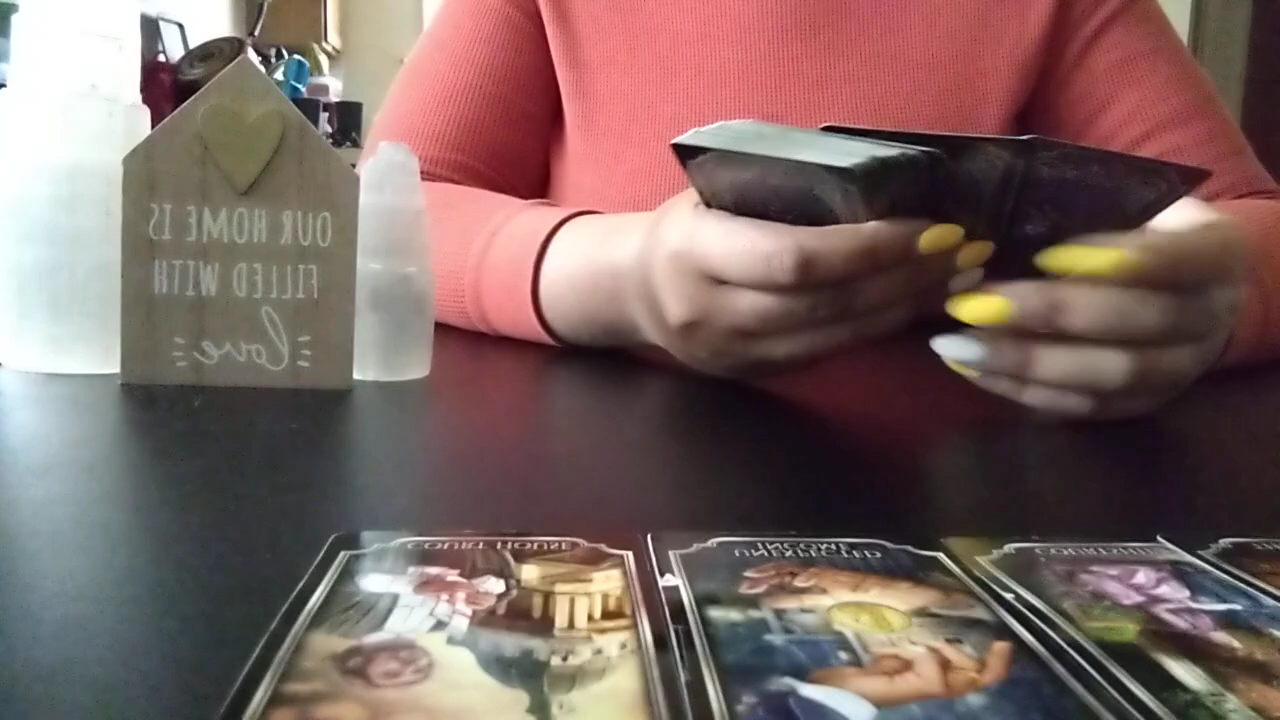 OUR HOME IS
FILLED WITH
love
COURT HOUSE
UNEXPECTED
INCOME